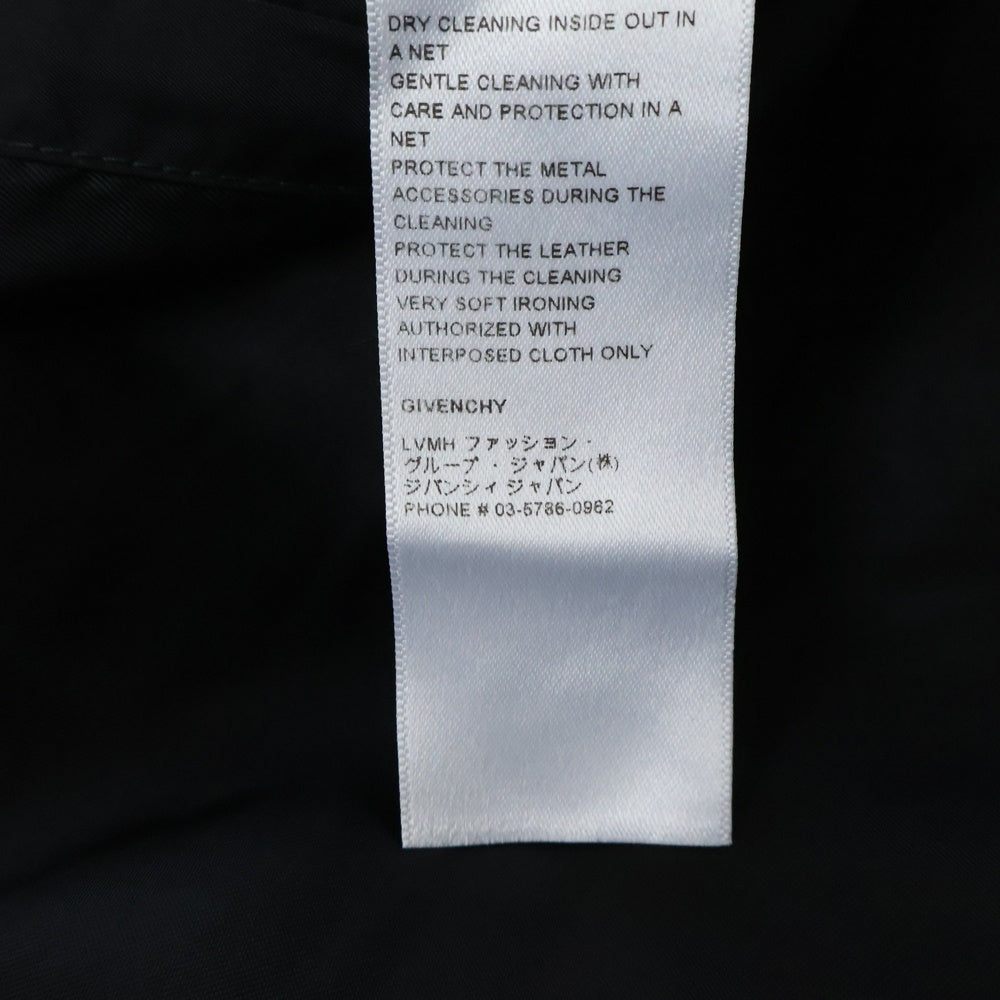 DRY CLEANING INSIDE OUT IN
A NET
GENTLE CLEANING WITH
CARE AND PROTECTION IN A
NET
PROTECT THE METAL
ACCESSORIES DURING THE
CLEANING
PROTECT THE LEATHER
DURING THE CLEANING
VERY SOFT IRONING
AUTHORIZED WITH
INTERPOSED CLOTH ONLY
GIVENCHY
LVMH ファッション・
グループ・ジャパン(株)
ジバンシィ ジャパン
PHONE # 03-5786-0962